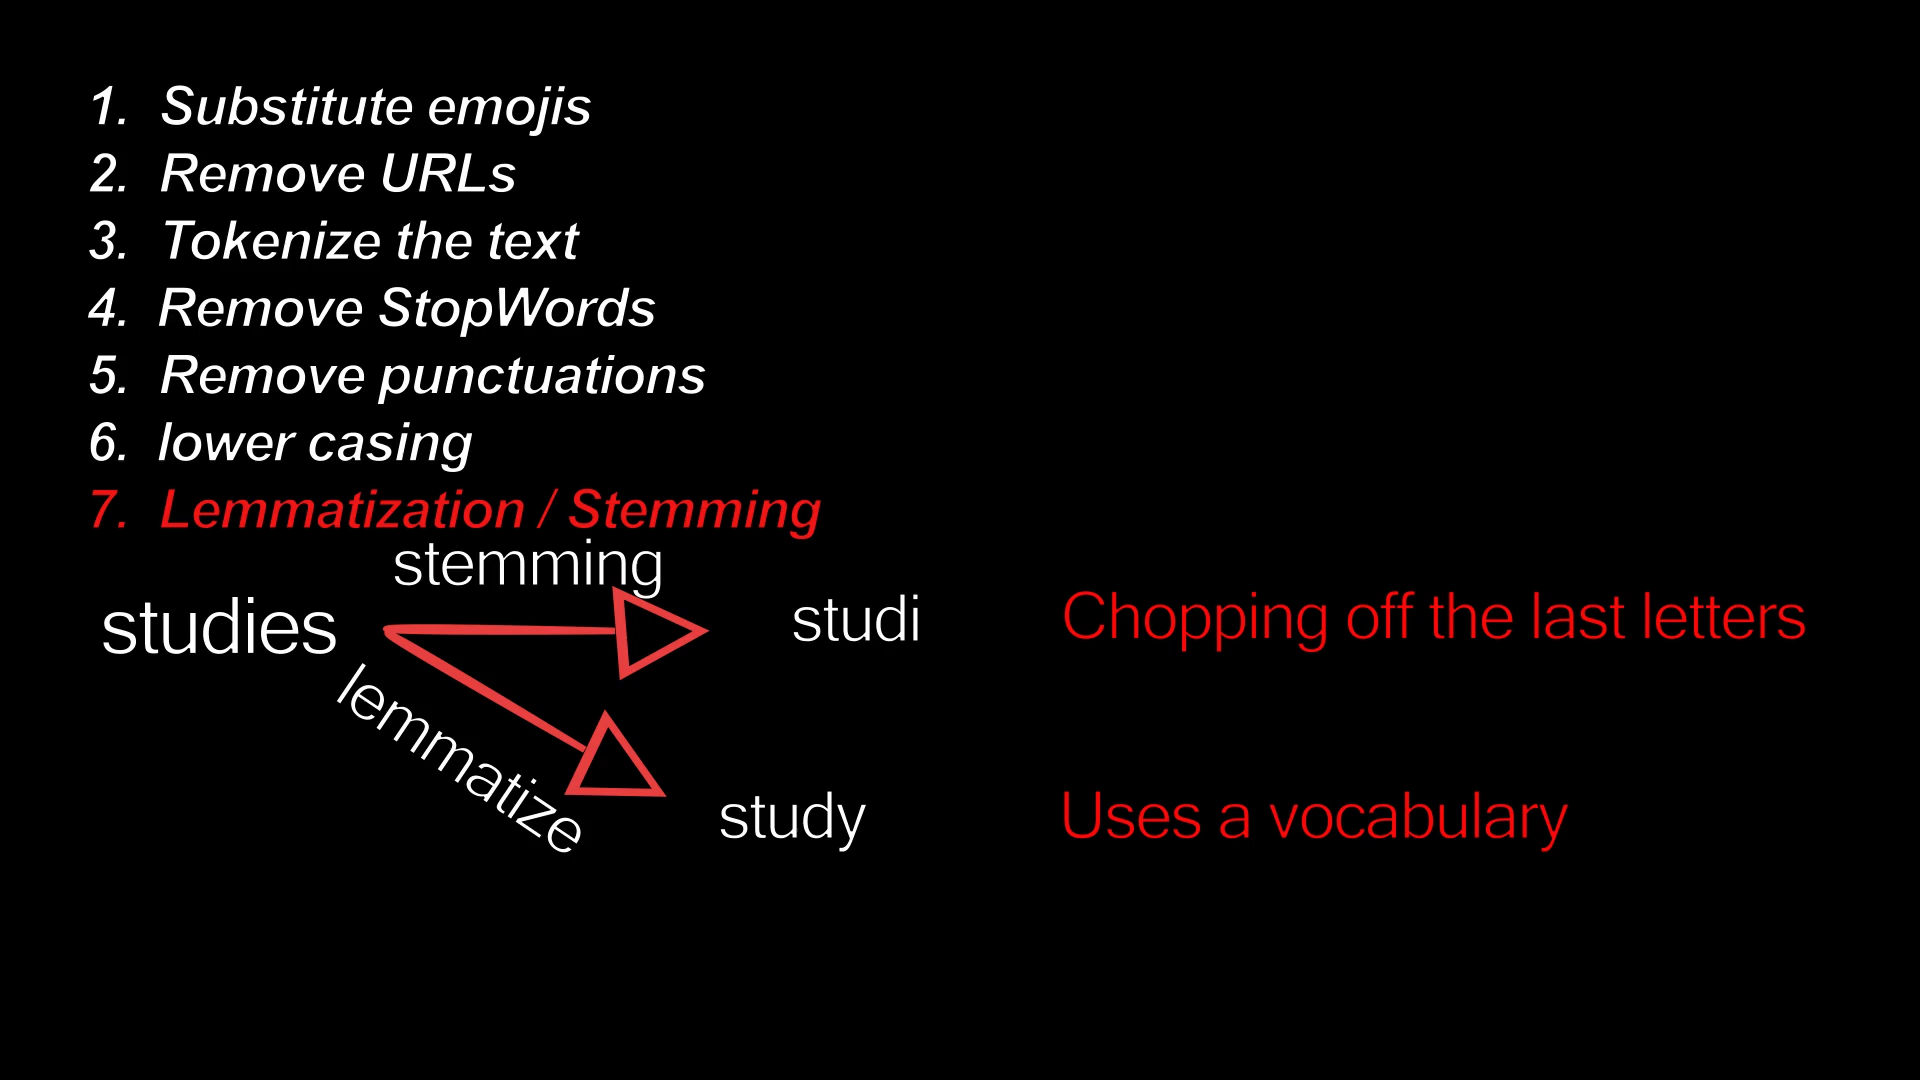 1. Substitute emojis
2. Remove URLs
3. Tokenize the text
4. Remove StopWords
5. Remove punctuations
6. lower casing
7. Lemmatization / Stemming
stemming
studies
studi
Chopping off the last letters
lemmatize
study
Uses a vocabulary